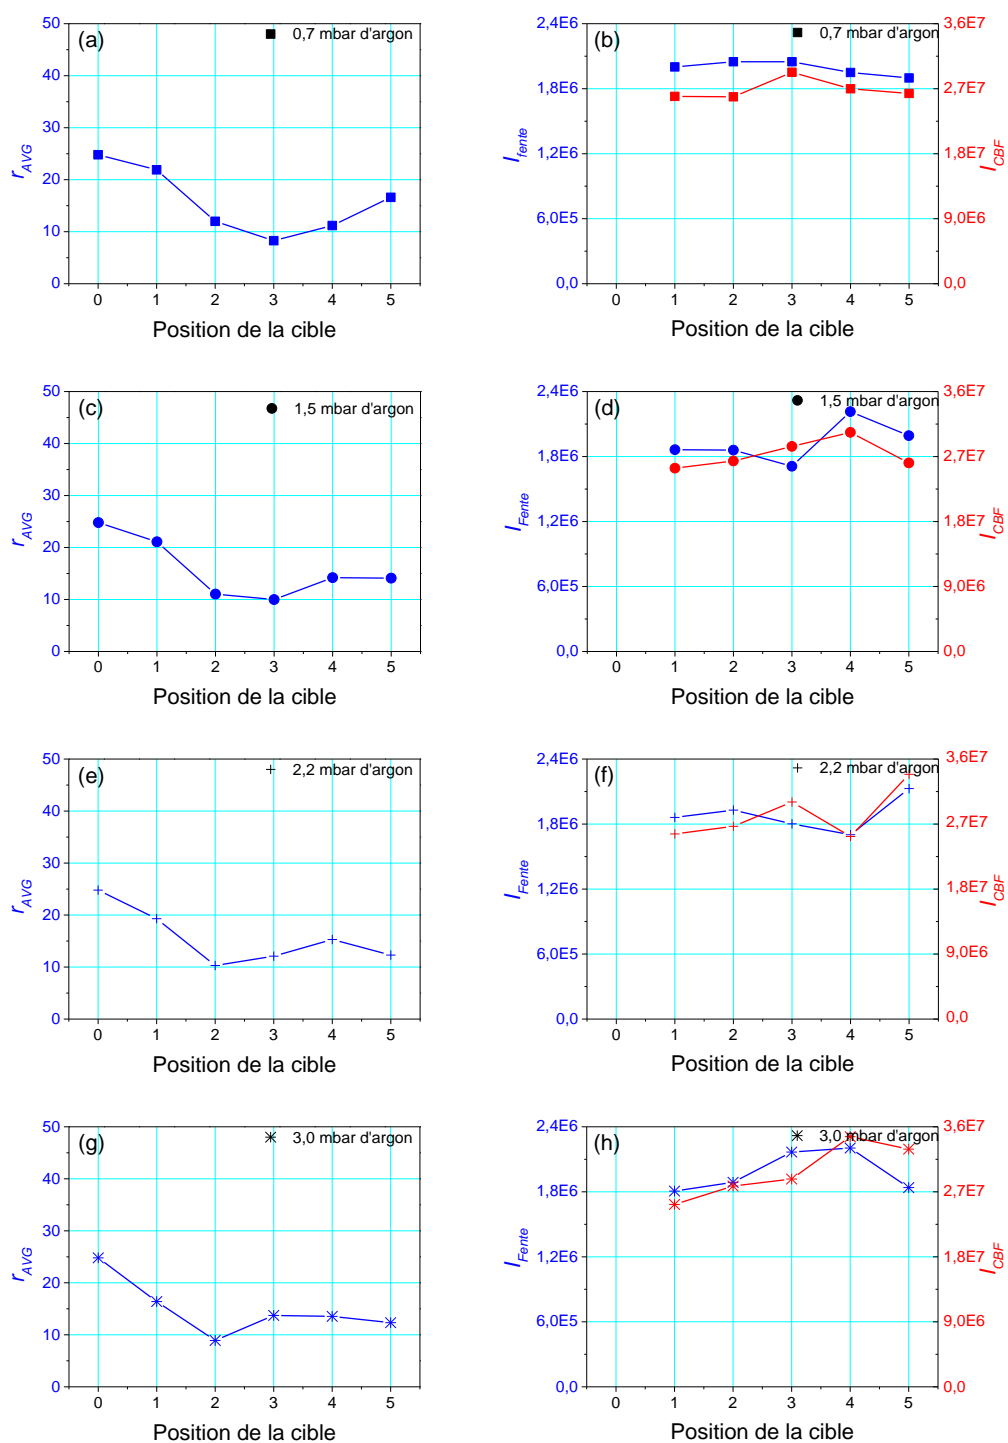 (a)
0,7 mbar d'argon
50
40
30
20
10
0
r_AVG
0 1 2 3 4 5
Position de la cible
(b)
0,7 mbar d'argon
2,4E6
1,8E6
1,2E6
6,0E5
0,0
I_fente
3,6E7
2,7E7
1,8E7
9,0E6
0,0
I_CBF
0 1 2 3 4 5
Position de la cible
(c)
1,5 mbar d'argon
50
40
30
20
10
0
r_AVG
0 1 2 3 4 5
Position de la cible
(d)
1,5 mbar d'argon
2,4E6
1,8E6
1,2E6
6,0E5
0,0
I_Fente
3,6E7
2,7E7
1,8E7
9,0E6
0,0
I_CBF
0 1 2 3 4 5
Position de la cible
(e)
2,2 mbar d'argon
50
40
30
20
10
0
r_AVG
0 1 2 3 4 5
Position de la cible
(f)
2,2 mbar d'argon
2,4E6
1,8E6
1,2E6
6,0E5
0,0
I_Fente
3,6E7
2,7E7
1,8E7
9,0E6
0,0
I_CBF
0 1 2 3 4 5
Position de la cible
(g)
3,0 mbar d'argon
50
40
30
20
10
0
r_AVG
0 1 2 3 4 5
Position de la cible
(h)
3,0 mbar d'argon
2,4E6
1,8E6
1,2E6
6,0E5
0,0
I_Fente
3,6E7
2,7E7
1,8E7
9,0E6
0,0
I_CBF
0 1 2 3 4 5
Position de la cible